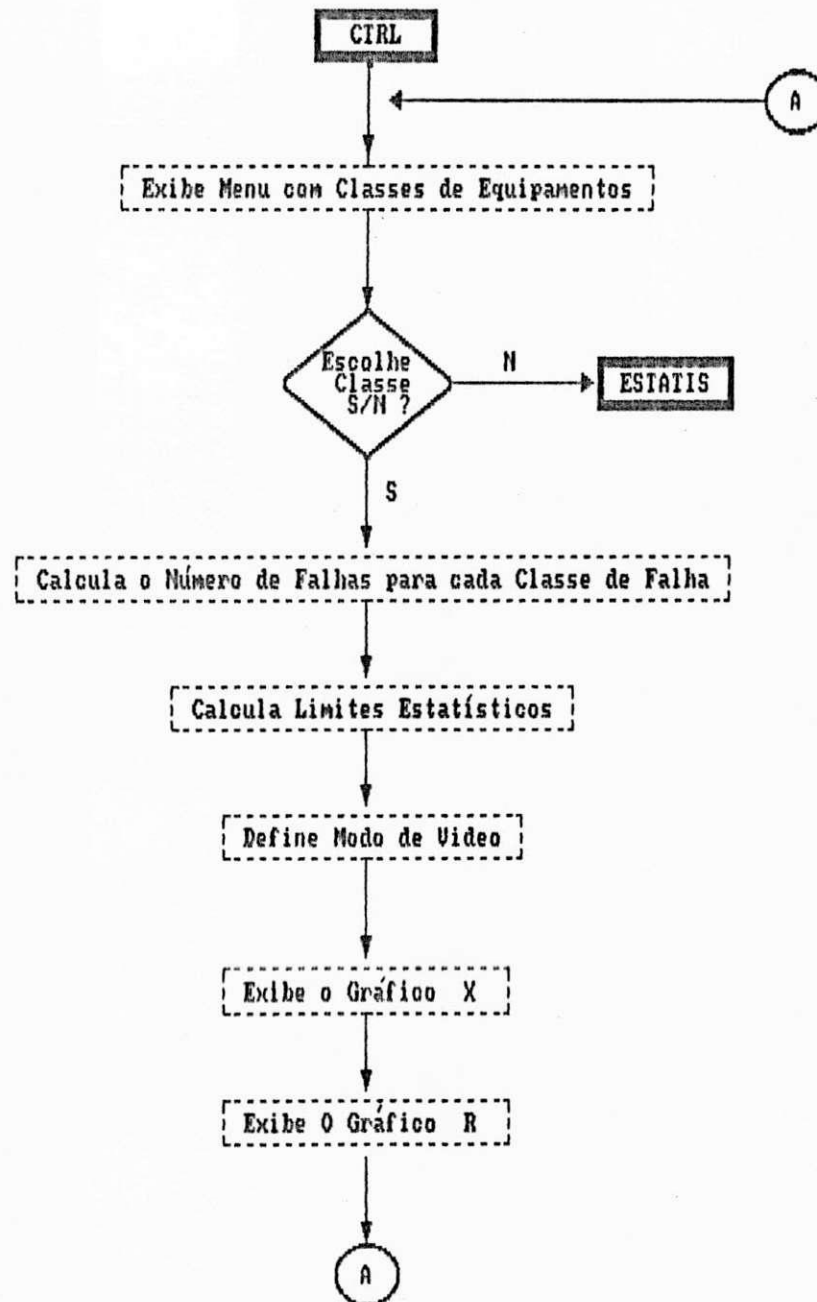 CTRL
A
Exibe Menu com Classes de Equipamentos
Escolhe
Classe
S/N ?
N
ESTATIS
S
Calcula o Número de Falhas para cada Classe de Falha
Calcula Limites Estatísticos
Define Modo de Video
Exibe o Gráfico X
Exibe O Gráfico R
A